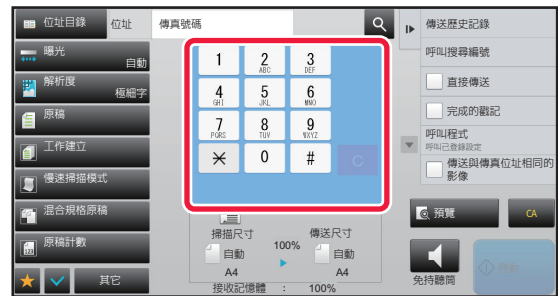 位址目錄
位址
傳真號碼
曝光
自動
解析度
極細字
原稿
工作建立
慢速掃描模式
混合規格原稿
原稿計數
其它
1
2
ABC
3
DEF
4
GHI
5
JKL
6
MNO
7
PQRS
8
TUV
9
WXYZ
0
#
C
掃描尺寸
自動
A4
100%
傳送尺寸
自動
A4
接收記憶體 : 100%
傳送歷史記錄
呼叫搜尋編號
直接傳送
完成的戳記
呼叫程式
呼叫已登錄設定
傳送與傳真位址相同的
影像
預覽
CA
免持聽筒
啟動